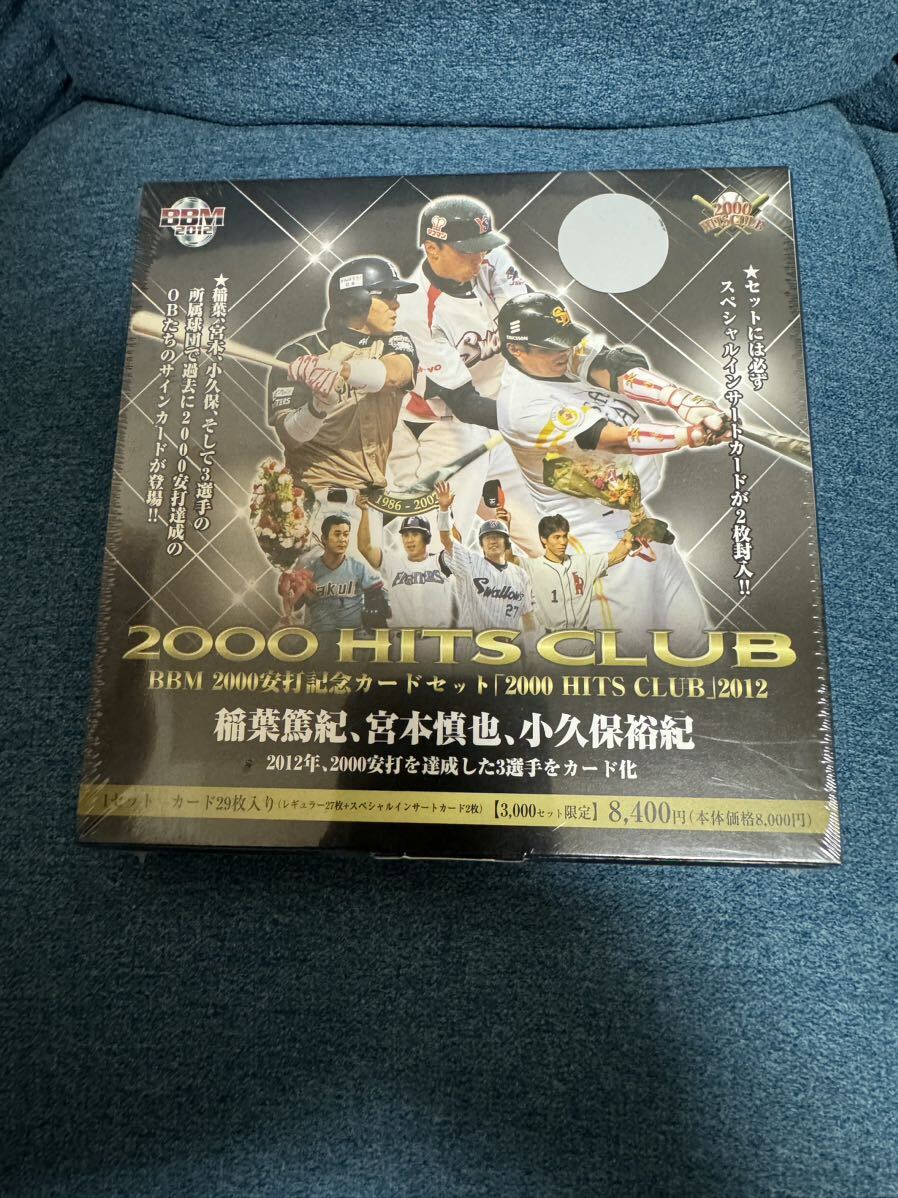 BBM
2012
2000
HITS CLUB
★セットには必ず
スペシャルインサートカードが2枚封入!!
★稲葉、宮本、小久保、そして3選手の
所属球団で過去に2000安打達成の
OBたちのサインカードが登場!!
ERICSSON
41
Swallows
27
1
2000 HITS CLUB
BBM 2000安打記念カードセット「2000 HITS CLUB」2012
稲葉篤紀、宮本慎也、小久保裕紀
2012年、2000安打を達成した3選手をカード化
1セット カード29枚入り(レギュラー27枚+スペシャルインサートカード2枚)【3,000セット限定】8,400円(本体価格8,000円)